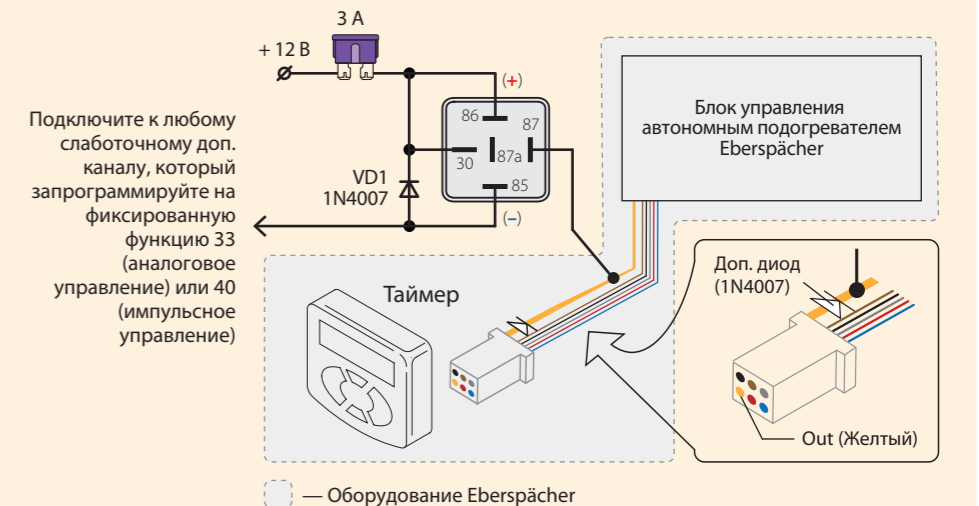 3 А
+ 12 В
(+)
86
87
30
87a
85
(–)
VD1
1N4007
Подключите к любому
слаботочному доп.
каналу, который
запрограммируйте на
фиксированную
функцию 33
(аналоговое
управление) или 40
(импульсное
управление)
Блок управления
автономным подогревателем
Eberspächer
Таймер
Доп. диод
(1N4007)
Out (Желтый)
— Оборудование Eberspächer